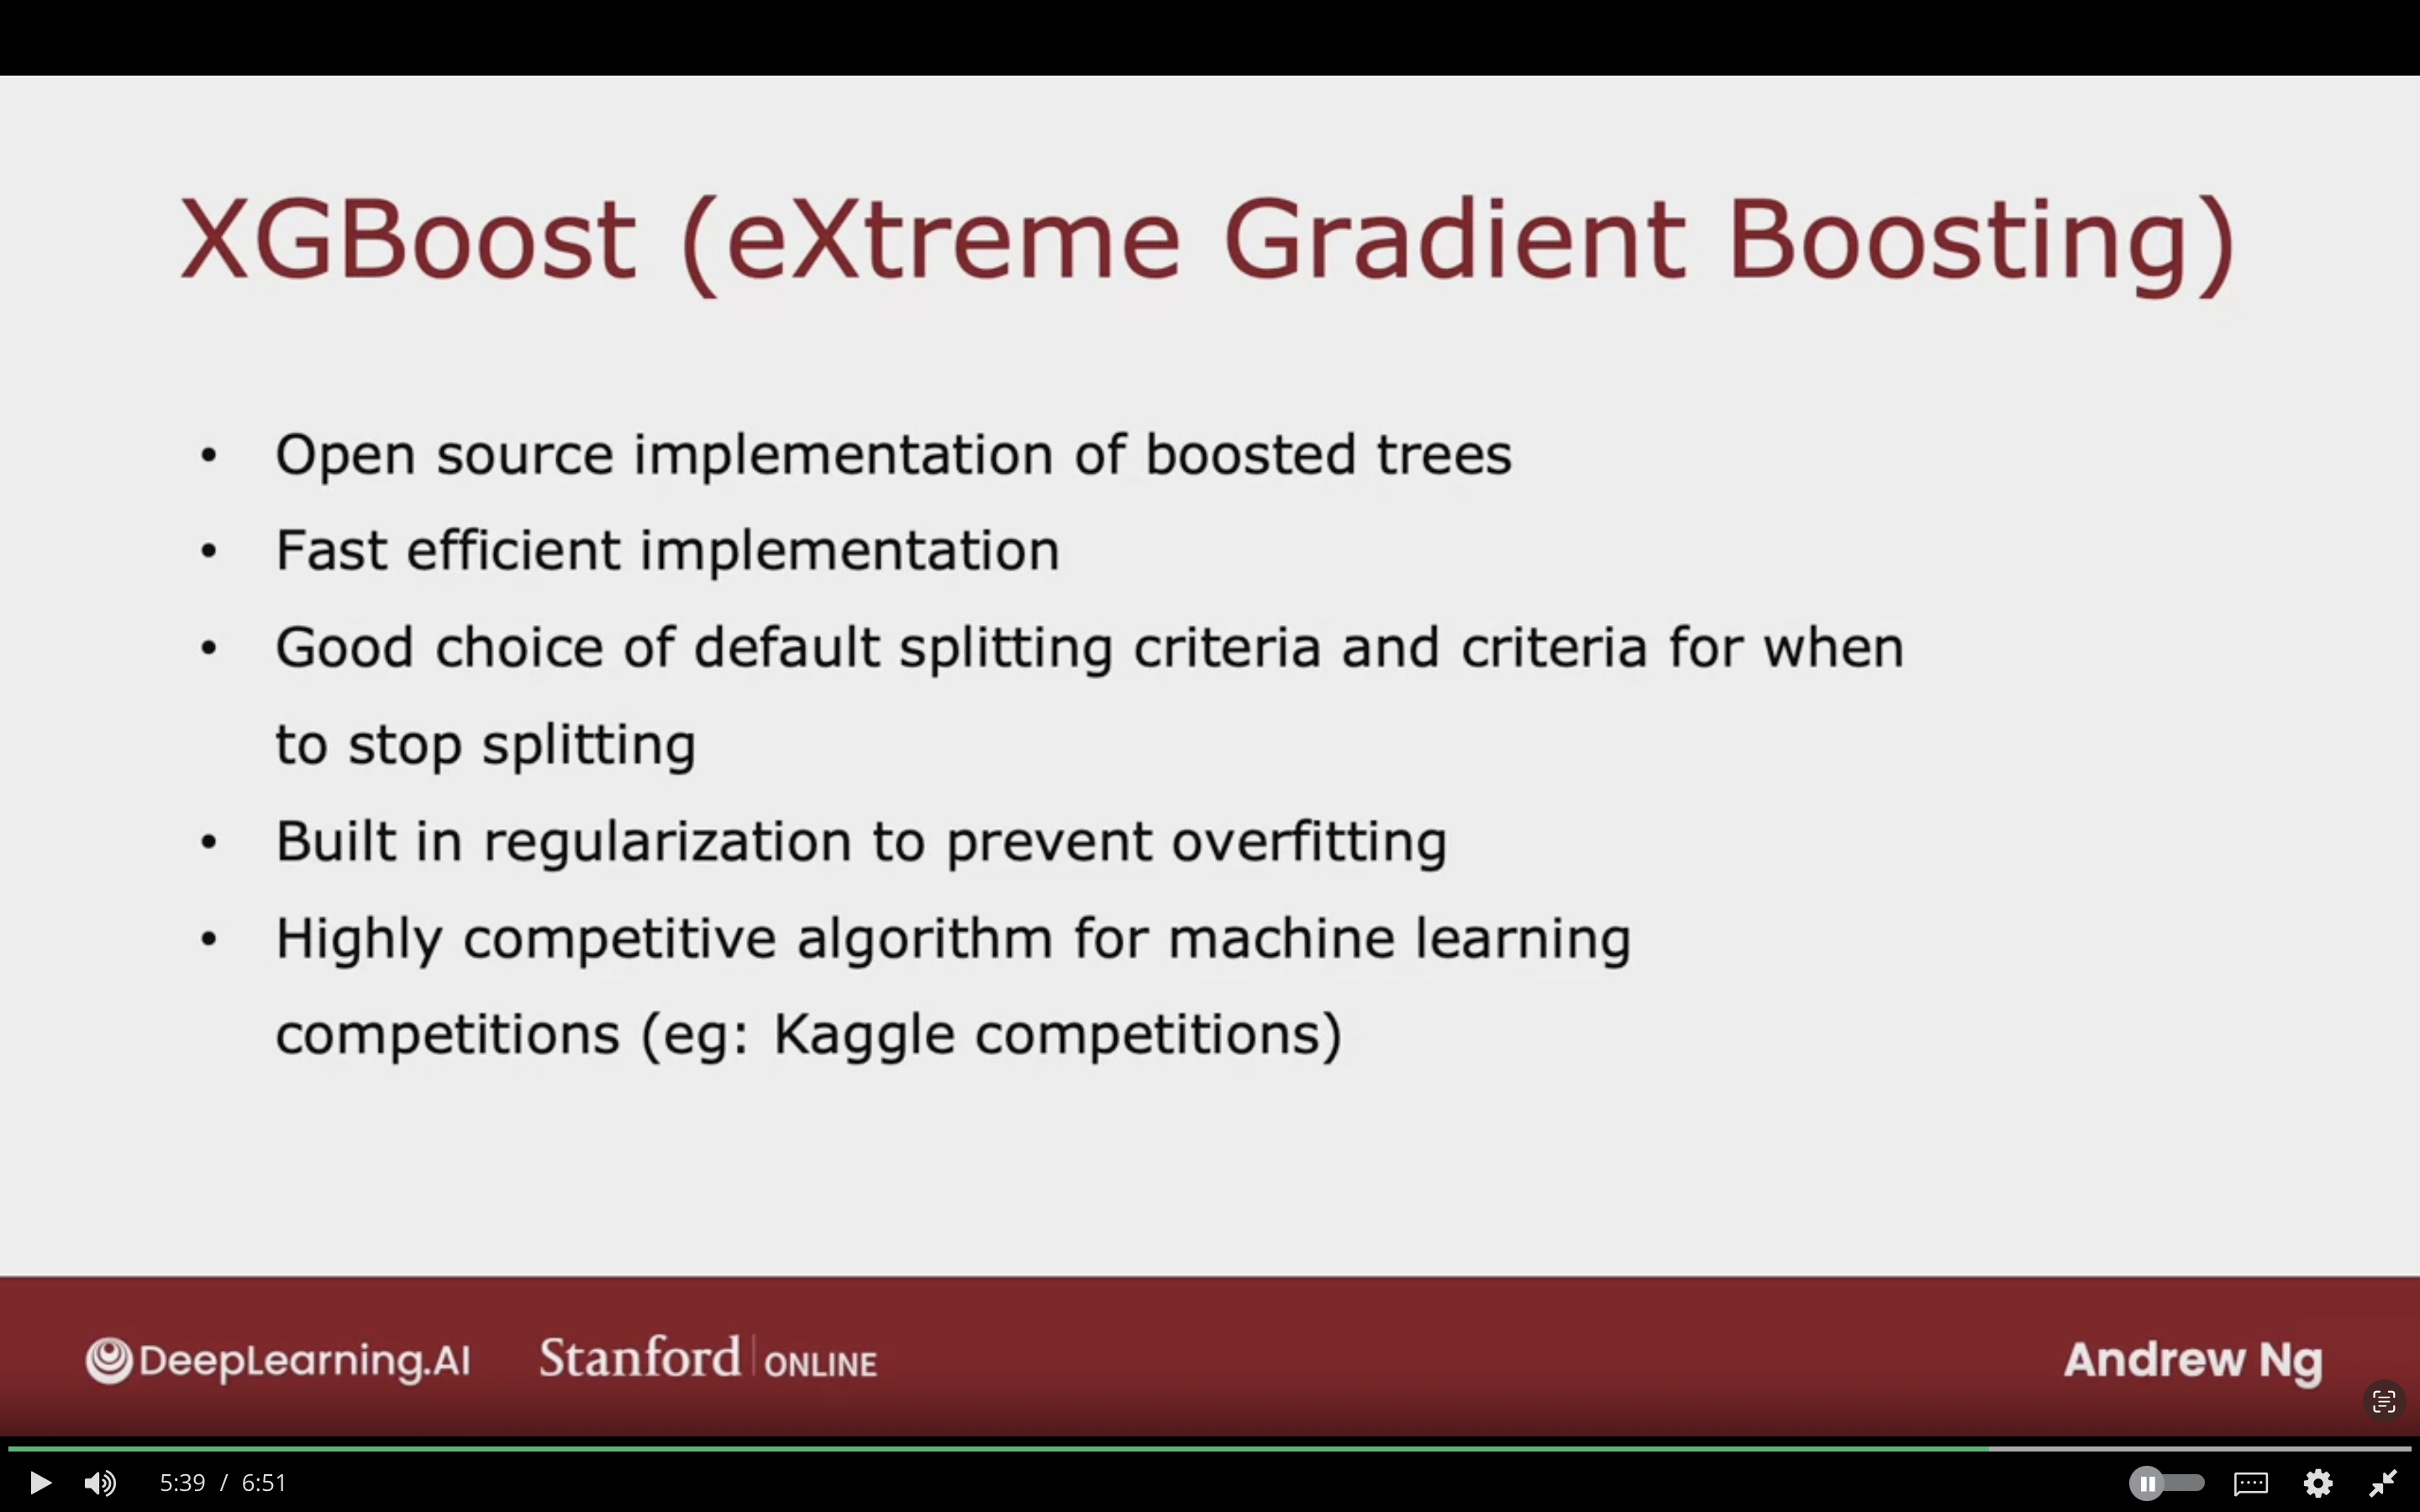 XGBoost (eXtreme Gradient Boosting)
• Open source implementation of boosted trees
• Fast efficient implementation
• Good choice of default splitting criteria and criteria for when
to stop splitting
• Built in regularization to prevent overfitting
• Highly competitive algorithm for machine learning
competitions (eg: Kaggle competitions)
DeepLearning.AI Stanford | ONLINE Andrew Ng
5:39 / 6:51